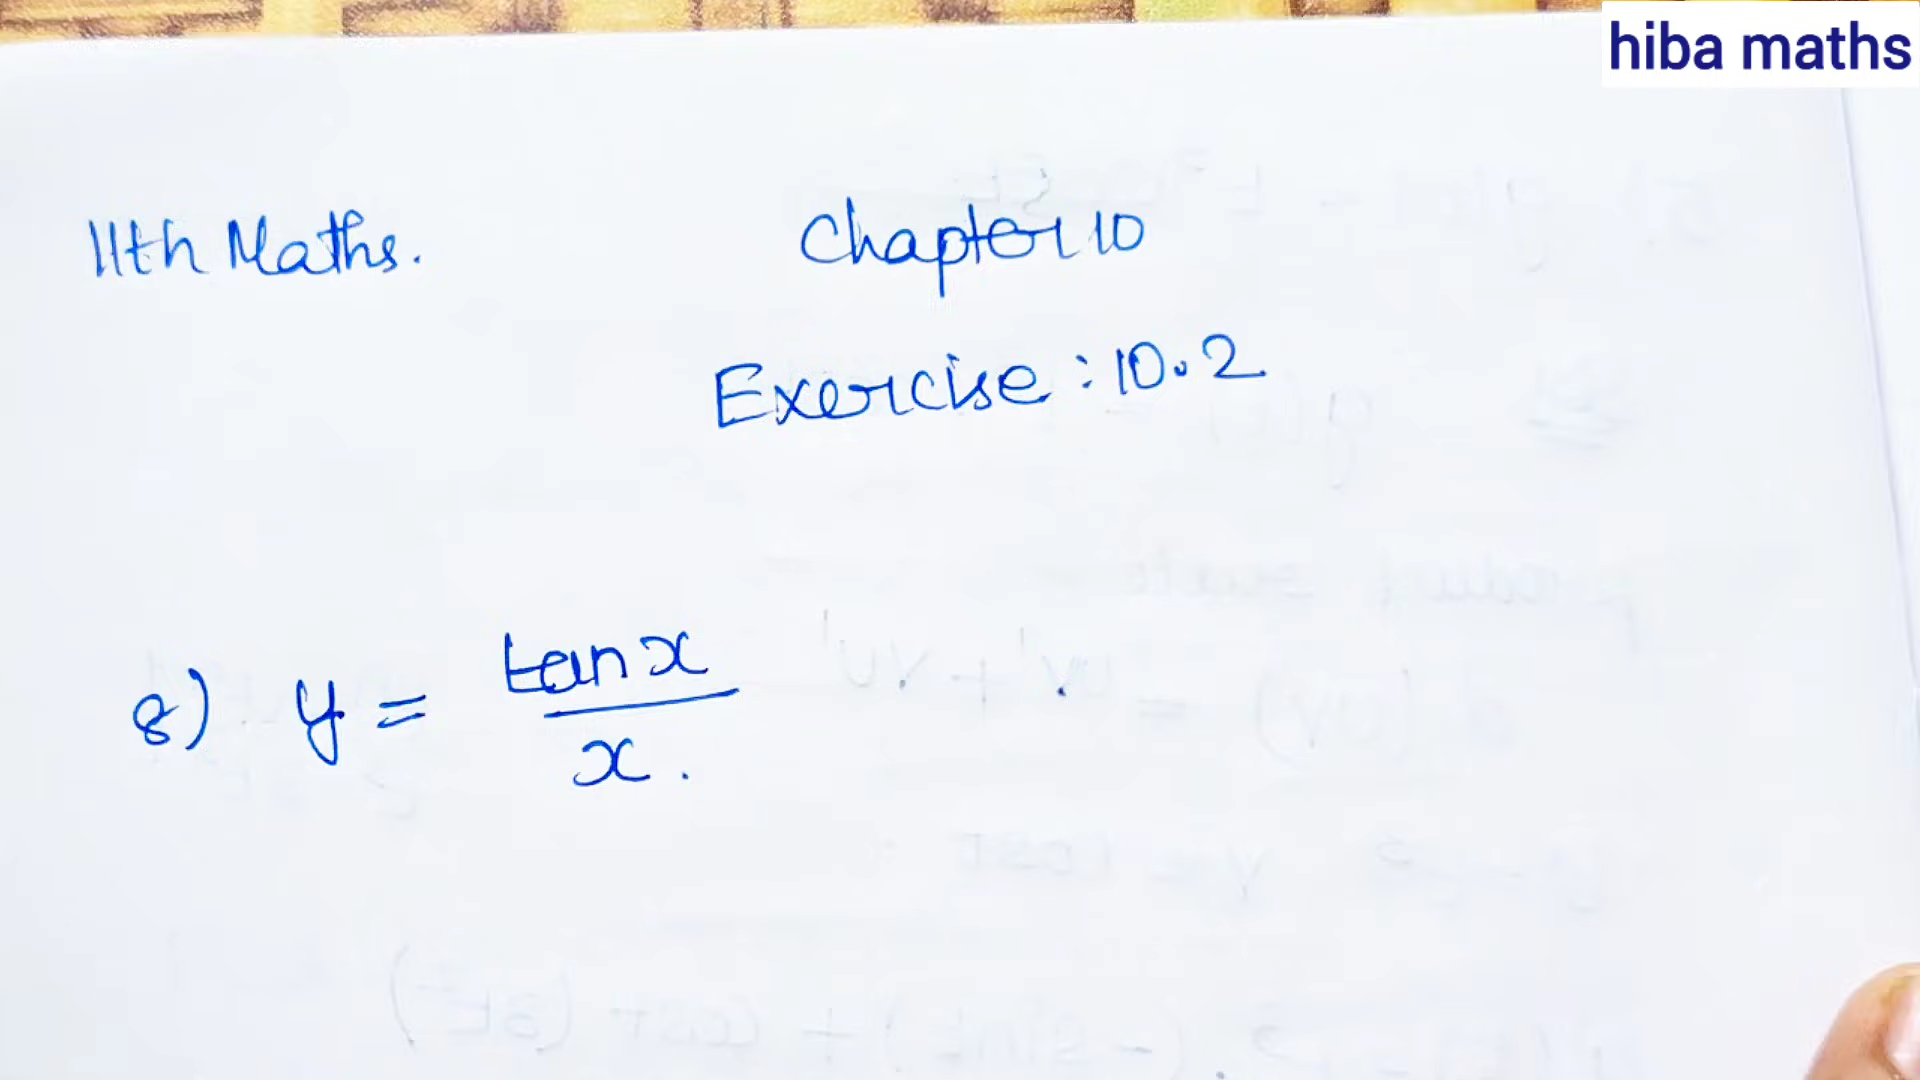 hiba maths
11th Maths. Chapter 10
Exercise : 10.2
8) y = tan x / x.